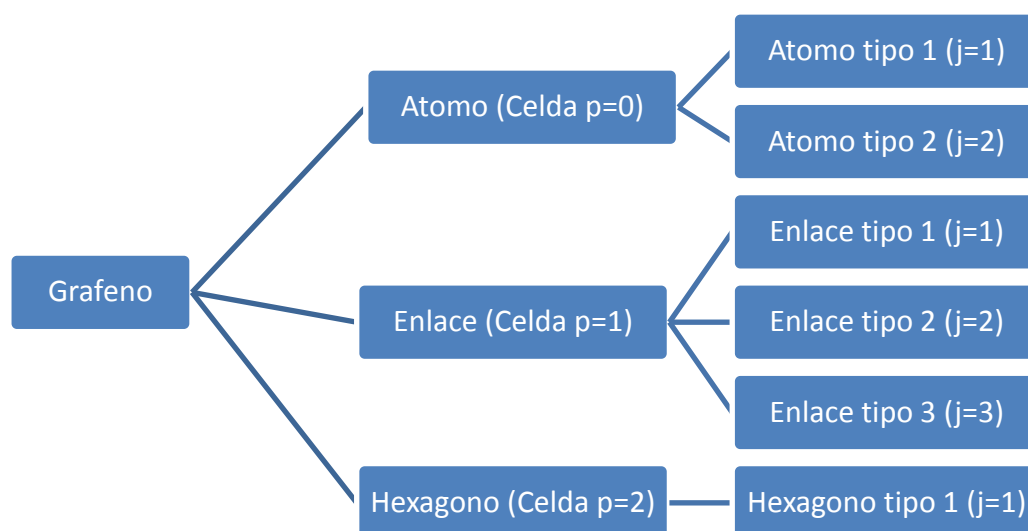 Grafeno
Atomo (Celda p=0)
Atomo tipo 1 (j=1)
Atomo tipo 2 (j=2)
Enlace (Celda p=1)
Enlace tipo 1 (j=1)
Enlace tipo 2 (j=2)
Enlace tipo 3 (j=3)
Hexagono (Celda p=2)
Hexagono tipo 1 (j=1)